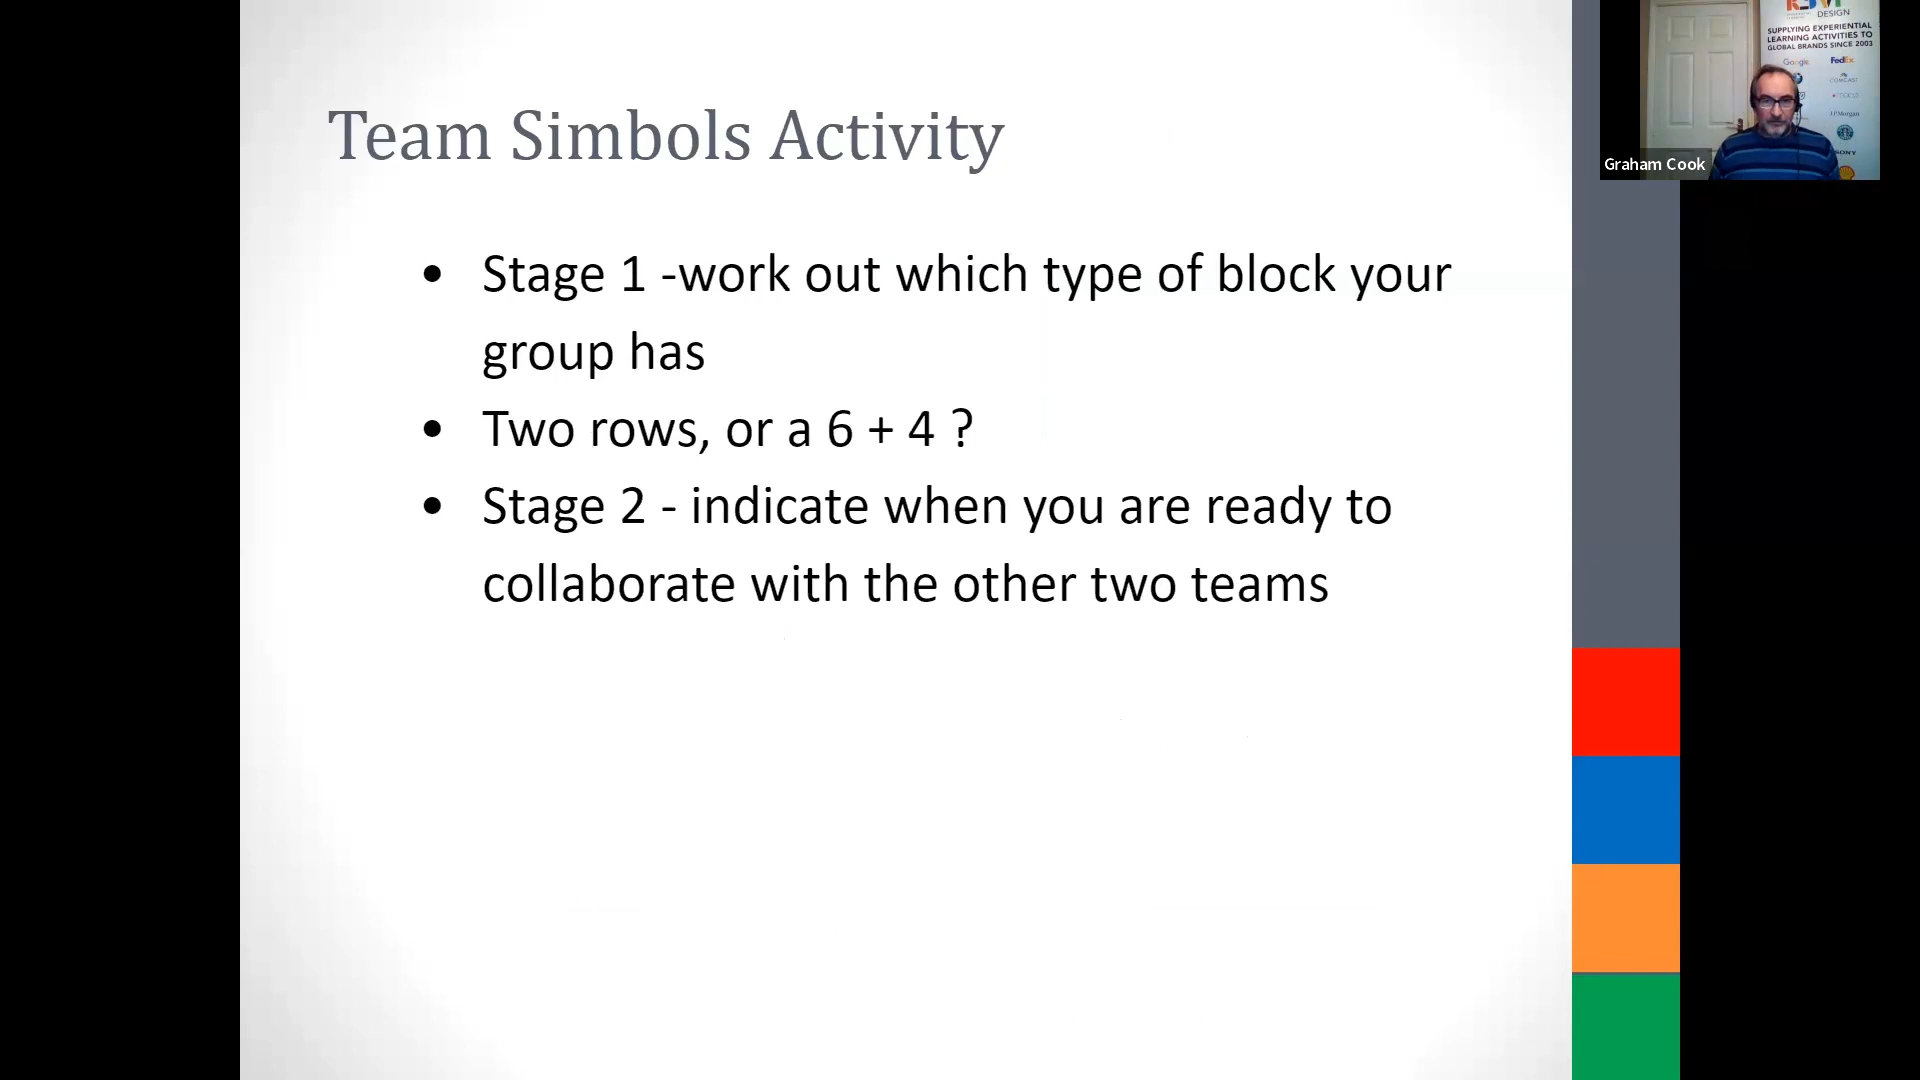 Team Simbols Activity
• Stage 1 -work out which type of block your
group has
• Two rows, or a 6 + 4 ?
• Stage 2 - indicate when you are ready to
collaborate with the other two teams
DESIGN
SUPPLYING EXPERIENTIAL
LEARNING ACTIVITIES TO
GLOBAL BRANDS SINCE 2003
Google FedEx
COMCAST
J.P.Morgan
SONY
Graham Cook